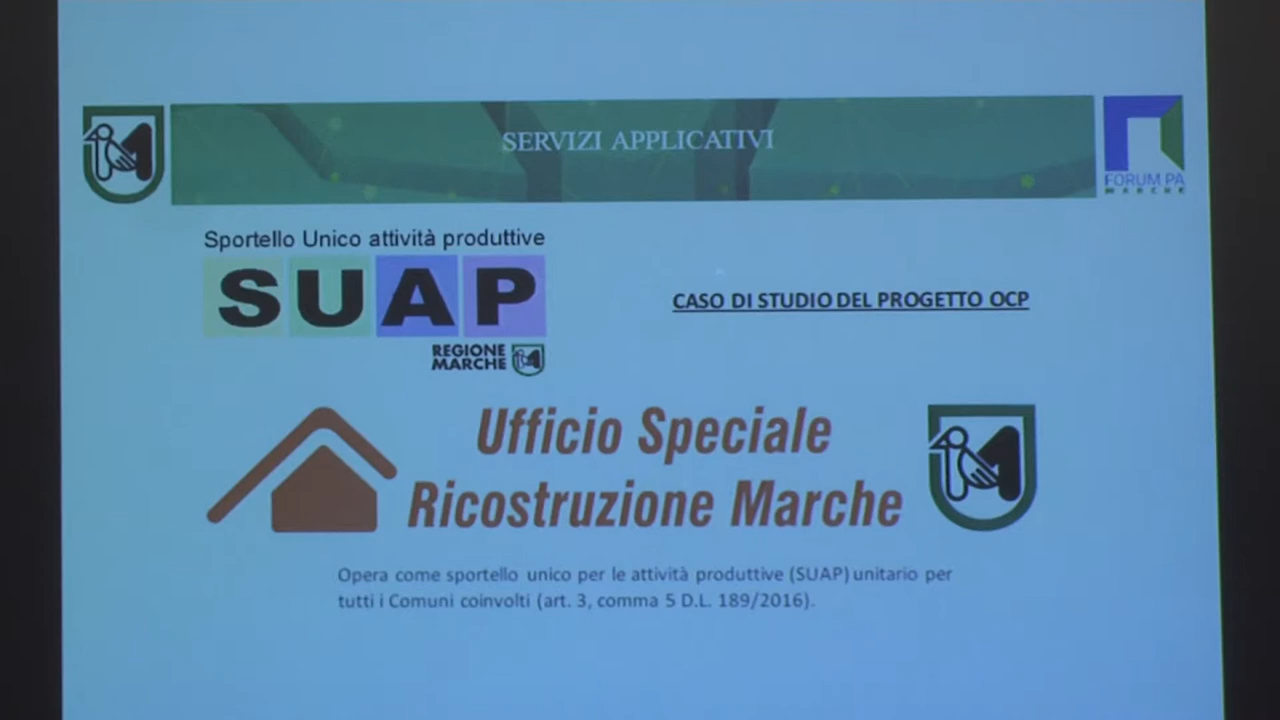 SERVIZI APPLICATIVI
FORUM PA
MARCHE
Sportello Unico attività produttive
SUAP
CASO DI STUDIO DEL PROGETTO OCP
REGIONE
MARCHE
Ufficio Speciale
Ricostruzione Marche
Opera come sportello unico per le attività produttive (SUAP) unitario per
tutti i Comuni coinvolti (art. 3, comma 5 D.L. 189/2016).